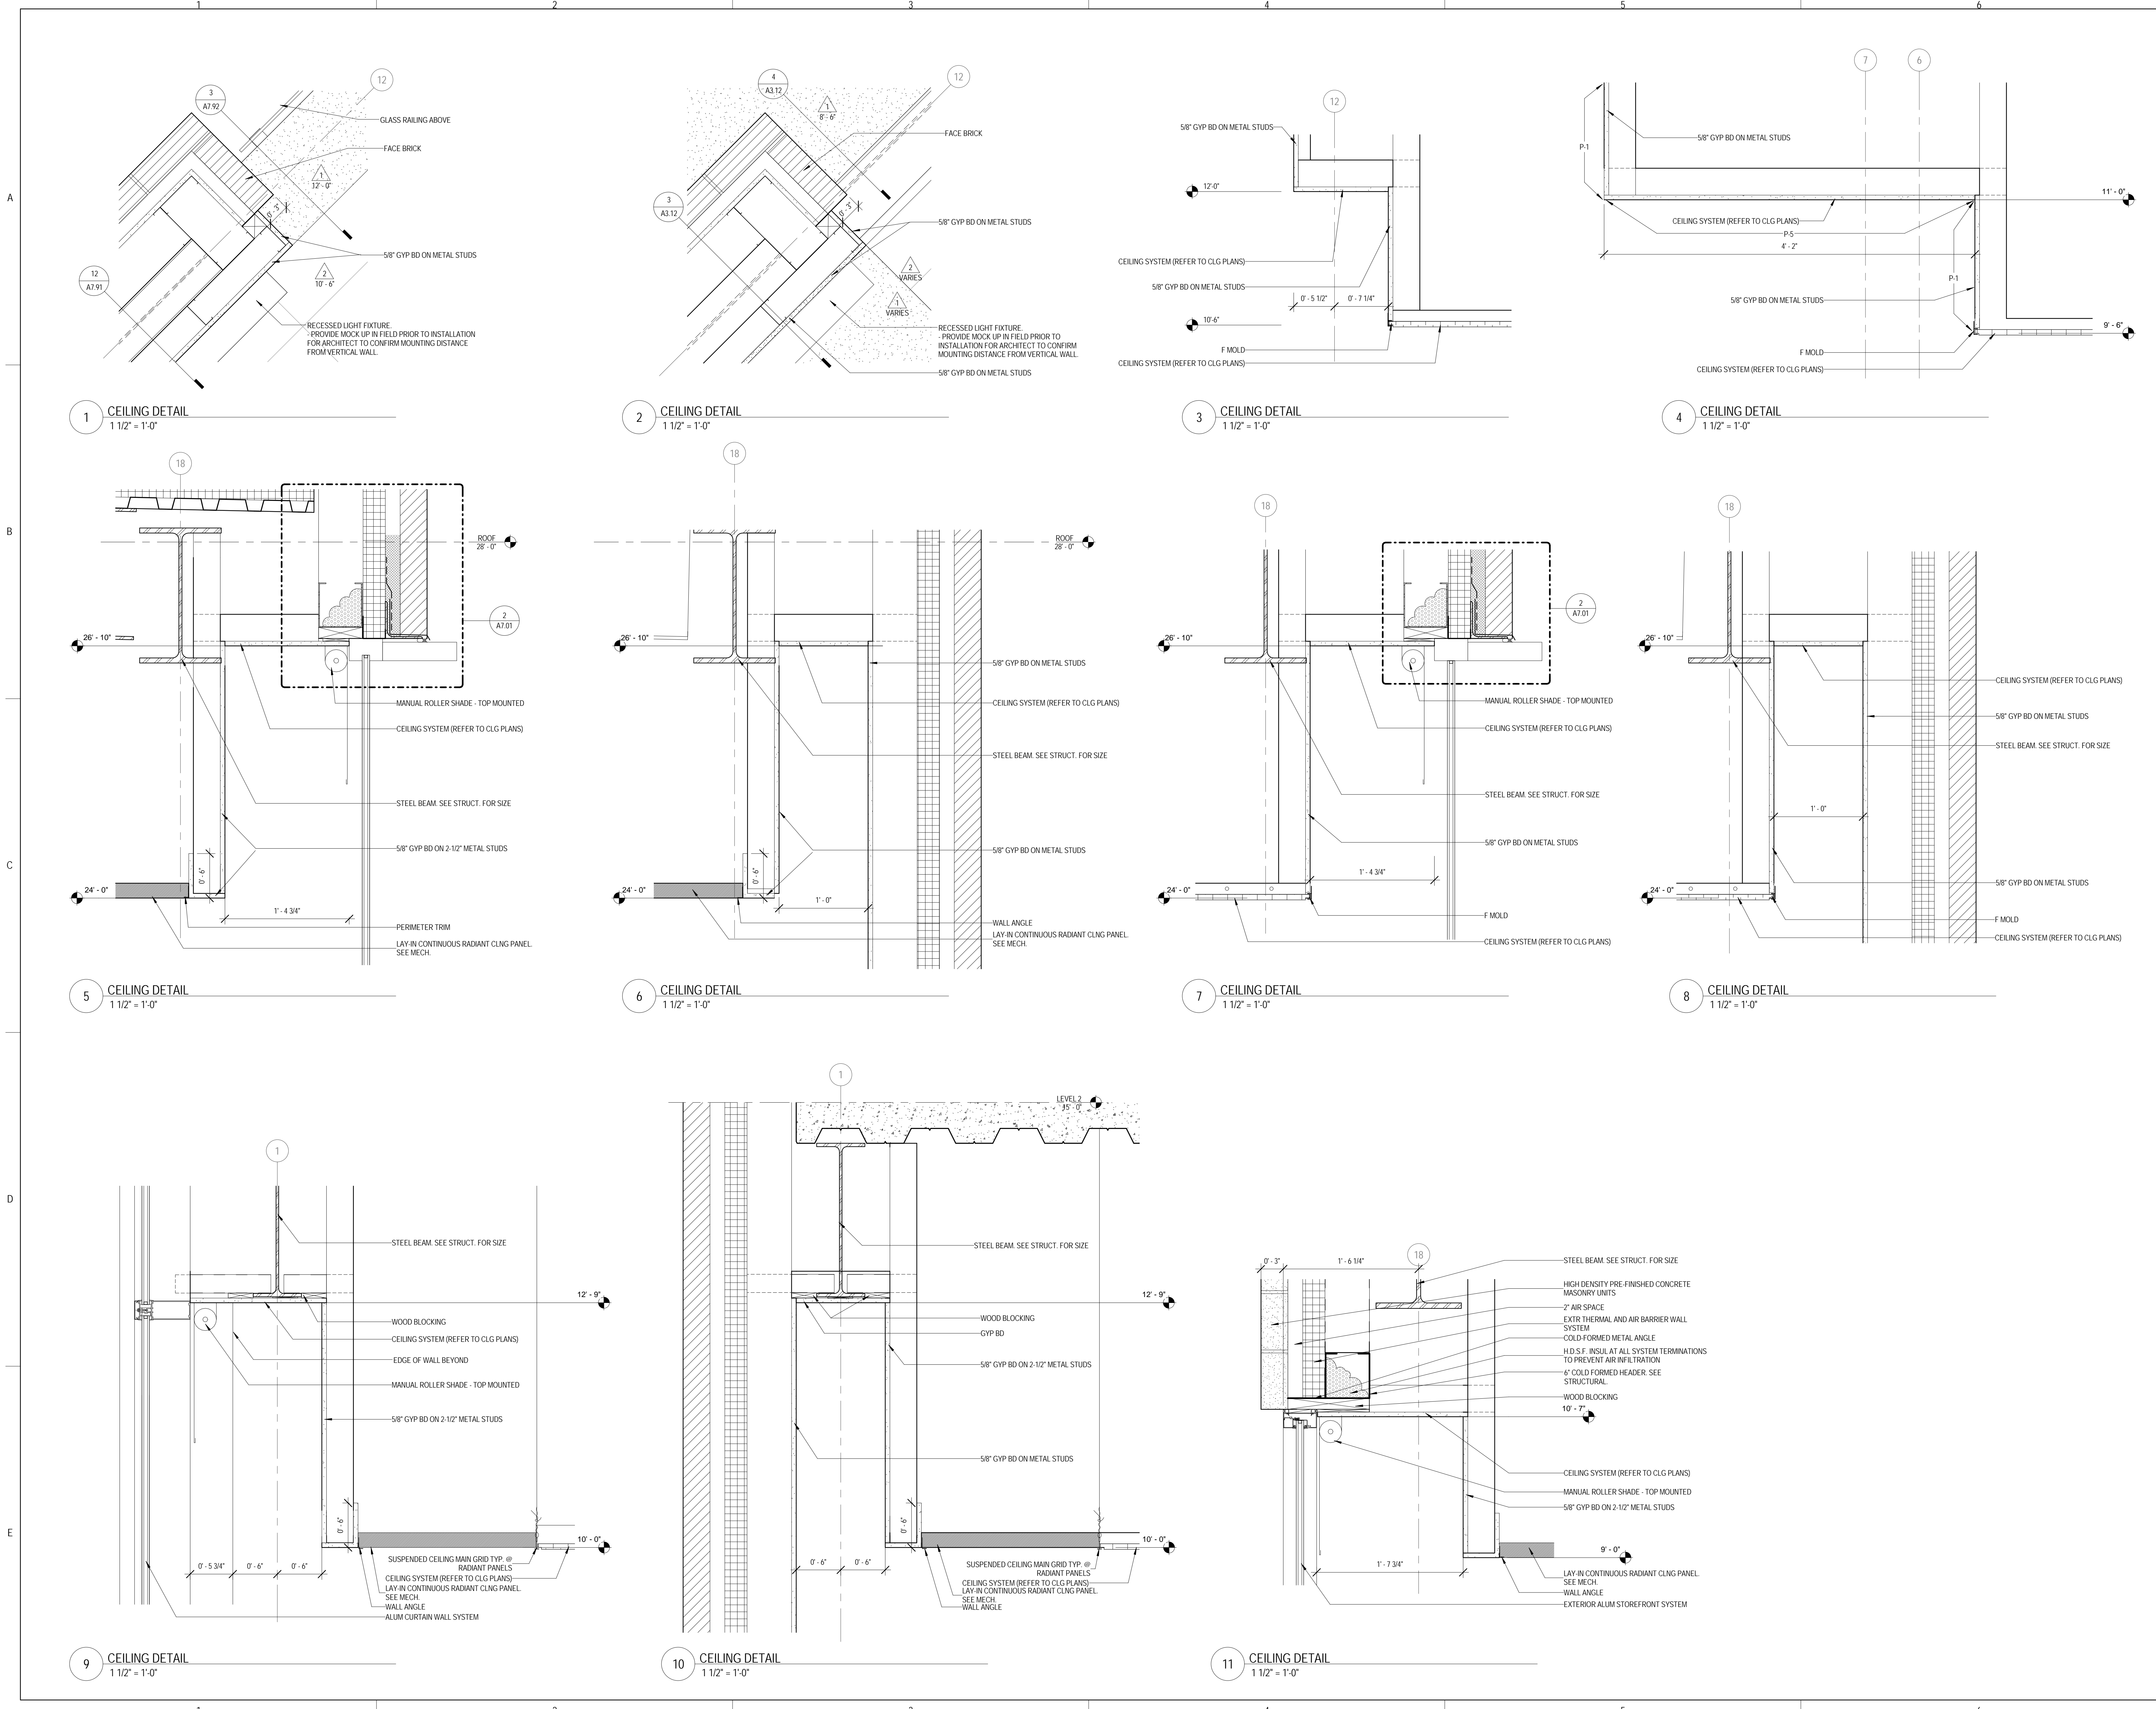 1 2 3 4 5 6
A
B
C
D
E
3
A7.92
12
GLASS RAILING ABOVE
FACE BRICK
1
12' - 0"
0' - 3"
5/8" GYP BD ON METAL STUDS
2
10' - 6"
12
A7.91
RECESSED LIGHT FIXTURE.
- PROVIDE MOCK UP IN FIELD PRIOR TO INSTALLATION
FOR ARCHITECT TO CONFIRM MOUNTING DISTANCE
FROM VERTICAL WALL.
1 CEILING DETAIL
1 1/2" = 1'-0"
4
A3.12
12
1
8' - 6"
FACE BRICK
3
A3.12
0' - 3"
5/8" GYP BD ON METAL STUDS
2
VARIES
1
VARIES
RECESSED LIGHT FIXTURE.
- PROVIDE MOCK UP IN FIELD PRIOR TO
INSTALLATION FOR ARCHITECT TO CONFIRM
MOUNTING DISTANCE FROM VERTICAL WALL.
5/8" GYP BD ON METAL STUDS
2 CEILING DETAIL
1 1/2" = 1'-0"
12
5/8" GYP BD ON METAL STUDS
12'-0"
CEILING SYSTEM (REFER TO CLG PLANS)
5/8" GYP BD ON METAL STUDS
0' - 5 1/2" 0' - 7 1/4"
10'-6"
F MOLD
CEILING SYSTEM (REFER TO CLG PLANS)
3 CEILING DETAIL
1 1/2" = 1'-0"
7 6
5/8" GYP BD ON METAL STUDS
P-1
11' - 0"
CEILING SYSTEM (REFER TO CLG PLANS)
P-5
4' - 2"
P-1
5/8" GYP BD ON METAL STUDS
9' - 6"
F MOLD
CEILING SYSTEM (REFER TO CLG PLANS)
4 CEILING DETAIL
1 1/2" = 1'-0"
18
ROOF
28' - 0"
2
A7.01
26' - 10"
MANUAL ROLLER SHADE - TOP MOUNTED
CEILING SYSTEM (REFER TO CLG PLANS)
STEEL BEAM. SEE STRUCT. FOR SIZE
5/8" GYP BD ON 2-1/2" METAL STUDS
0' - 6"
24' - 0"
1' - 4 3/4"
PERIMETER TRIM
LAY-IN CONTINUOUS RADIANT CLNG PANEL.
SEE MECH.
5 CEILING DETAIL
1 1/2" = 1'-0"
18
ROOF
28' - 0"
26' - 10"
5/8" GYP BD ON METAL STUDS
CEILING SYSTEM (REFER TO CLG PLANS)
STEEL BEAM. SEE STRUCT. FOR SIZE
5/8" GYP BD ON METAL STUDS
0' - 6"
24' - 0"
1' - 0"
WALL ANGLE
LAY-IN CONTINUOUS RADIANT CLNG PANEL.
SEE MECH.
6 CEILING DETAIL
1 1/2" = 1'-0"
18
2
A7.01
26' - 10"
MANUAL ROLLER SHADE - TOP MOUNTED
CEILING SYSTEM (REFER TO CLG PLANS)
STEEL BEAM. SEE STRUCT. FOR SIZE
5/8" GYP BD ON METAL STUDS
1' - 4 3/4"
24' - 0"
F MOLD
CEILING SYSTEM (REFER TO CLG PLANS)
7 CEILING DETAIL
1 1/2" = 1'-0"
18
26' - 10"
CEILING SYSTEM (REFER TO CLG PLANS)
5/8" GYP BD ON METAL STUDS
STEEL BEAM. SEE STRUCT. FOR SIZE
1' - 0"
5/8" GYP BD ON METAL STUDS
24' - 0"
F MOLD
CEILING SYSTEM (REFER TO CLG PLANS)
8 CEILING DETAIL
1 1/2" = 1'-0"
1
STEEL BEAM. SEE STRUCT. FOR SIZE
12' - 9"
WOOD BLOCKING
CEILING SYSTEM (REFER TO CLG PLANS)
EDGE OF WALL BEYOND
MANUAL ROLLER SHADE - TOP MOUNTED
5/8" GYP BD ON 2-1/2" METAL STUDS
0' - 6"
10' - 0"
0' - 5 3/4" 0' - 6" 0' - 6"
SUSPENDED CEILING MAIN GRID TYP. @
RADIANT PANELS
CEILING SYSTEM (REFER TO CLG PLANS)
LAY-IN CONTINUOUS RADIANT CLNG PANEL.
SEE MECH.
WALL ANGLE
ALUM CURTAIN WALL SYSTEM
9 CEILING DETAIL
1 1/2" = 1'-0"
1
LEVEL 2
15' - 0"
STEEL BEAM. SEE STRUCT. FOR SIZE
12' - 9"
WOOD BLOCKING
GYP BD
5/8" GYP BD ON 2-1/2" METAL STUDS
5/8" GYP BD ON METAL STUDS
0' - 6"
10' - 0"
0' - 6" 0' - 6"
SUSPENDED CEILING MAIN GRID TYP. @
RADIANT PANELS
CEILING SYSTEM (REFER TO CLG PLANS)
LAY-IN CONTINUOUS RADIANT CLNG PANEL.
SEE MECH.
WALL ANGLE
10 CEILING DETAIL
1 1/2" = 1'-0"
0' - 3" 1' - 6 1/4" 18
STEEL BEAM. SEE STRUCT. FOR SIZE
HIGH DENSITY PRE-FINISHED CONCRETE
MASONRY UNITS
2" AIR SPACE
EXTR THERMAL AND AIR BARRIER WALL
SYSTEM
COLD-FORMED METAL ANGLE
H.D.S.F. INSUL AT ALL SYSTEM TERMINATIONS
TO PREVENT AIR INFILTRATION
6" COLD FORMED HEADER. SEE
STRUCTURAL.
WOOD BLOCKING
10' - 7"
CEILING SYSTEM (REFER TO CLG PLANS)
MANUAL ROLLER SHADE - TOP MOUNTED
5/8" GYP BD ON 2-1/2" METAL STUDS
9' - 0"
1' - 7 3/4"
LAY-IN CONTINUOUS RADIANT CLNG PANEL.
SEE MECH.
WALL ANGLE
EXTERIOR ALUM STOREFRONT SYSTEM
11 CEILING DETAIL
1 1/2" = 1'-0"